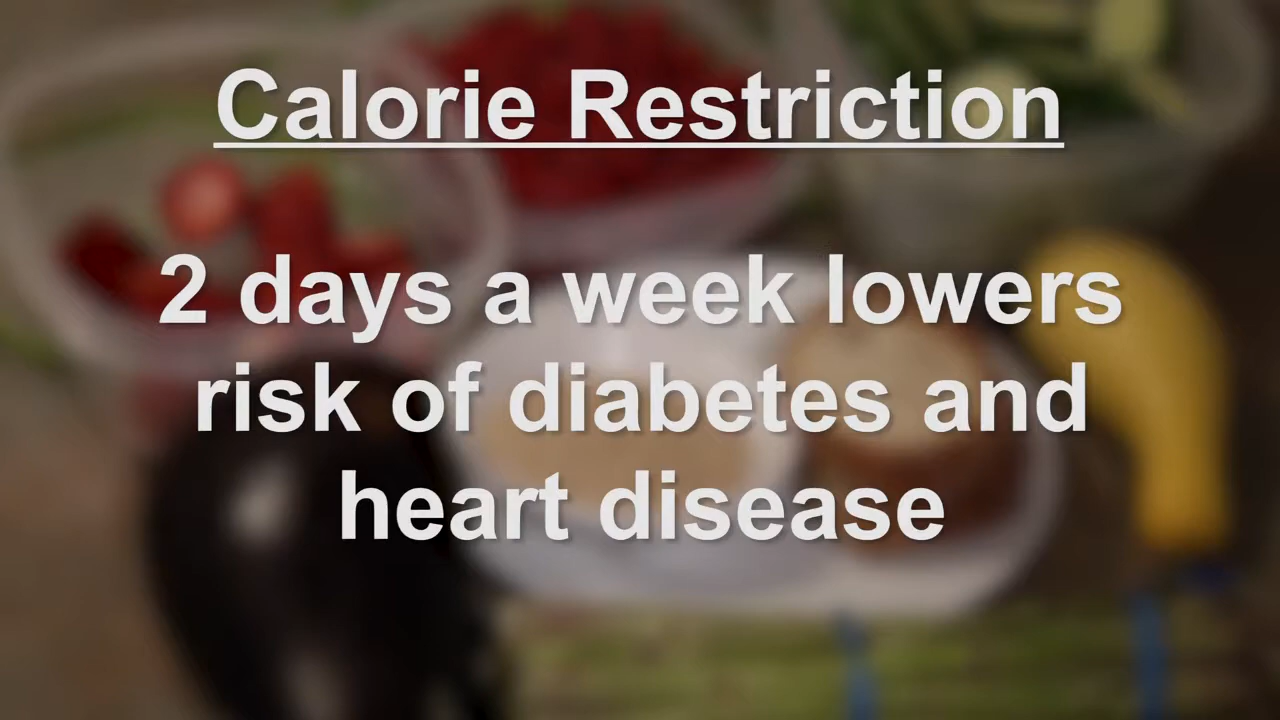 Calorie Restriction
2 days a week lowers
risk of diabetes and
heart disease